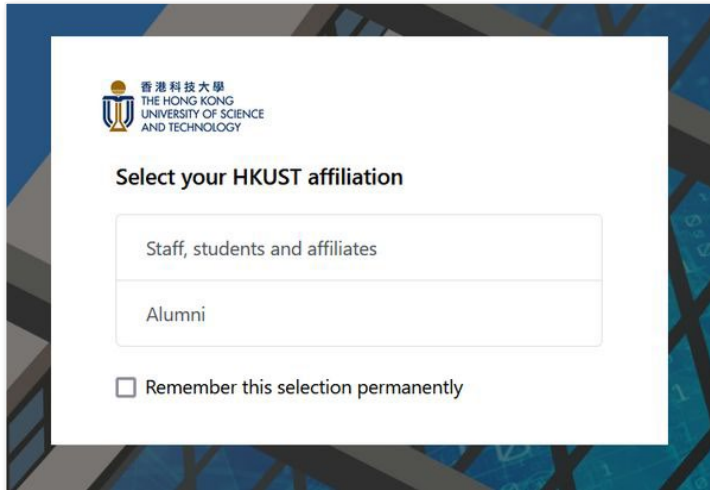 香港科技大學
THE HONG KONG
UNIVERSITY OF SCIENCE
AND TECHNOLOGY
Select your HKUST affiliation
Staff, students and affiliates
Alumni
Remember this selection permanently